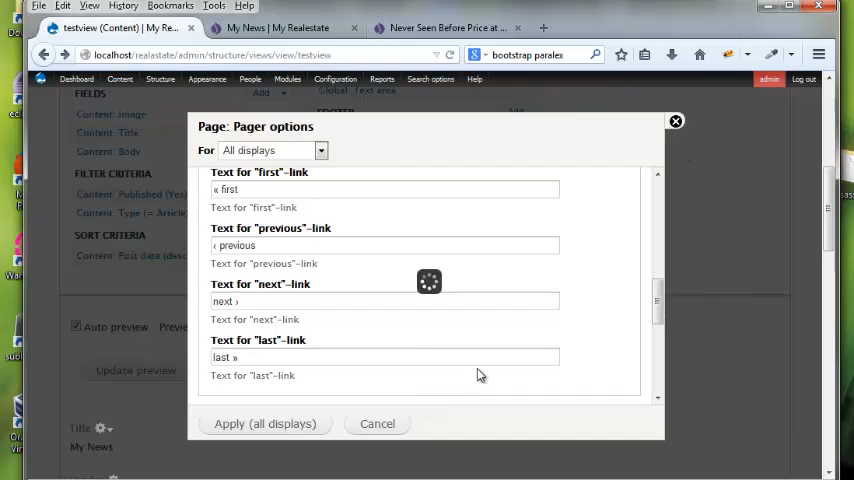 File Edit View History Bookmarks Tools Help
testview (Content) | My Re... × My News | My Realestate × Never Seen Before Price at ... × +
localhost/realastate/admin/structure/views/view/testview bootstrap paralex
Dashboard Content Structure Appearance People Modules Configuration Reports Search options Help admin Log out
FIELDS Add Global: Text area
Content: Image Add
Content: Title
Content: Body
FILTER CRITERIA
Content: Published (Yes)
Content: Type (= Article
SORT CRITERIA
Content: Post date (desc
Auto preview Previe
Update preview
Title
My News
Page: Pager options
For All displays
Text for "first"-link
« first
Text for "first"-link
Text for "previous"-link
‹ previous
Text for "previous"-link
Text for "next"-link
next ›
Text for "next"-link
Text for "last"-link
last »
Text for "last"-link
Apply (all displays) Cancel